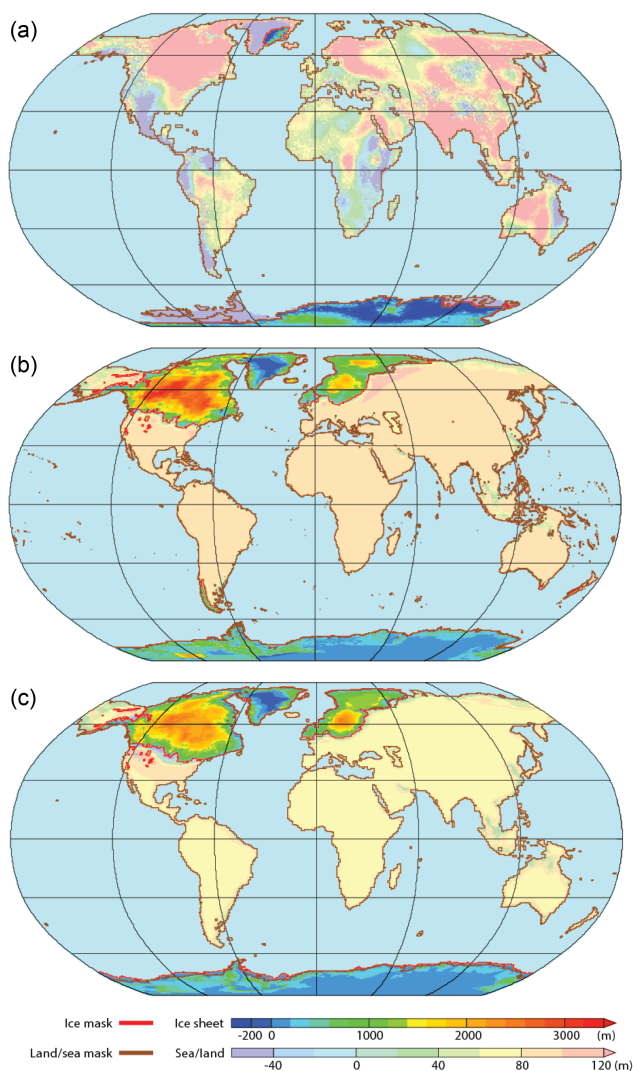 (a)
(b)
(c)
Ice mask Ice sheet
-200 0 1000 2000 3000 (m)
Land/sea mask Sea/land
-40 0 40 80 120 (m)